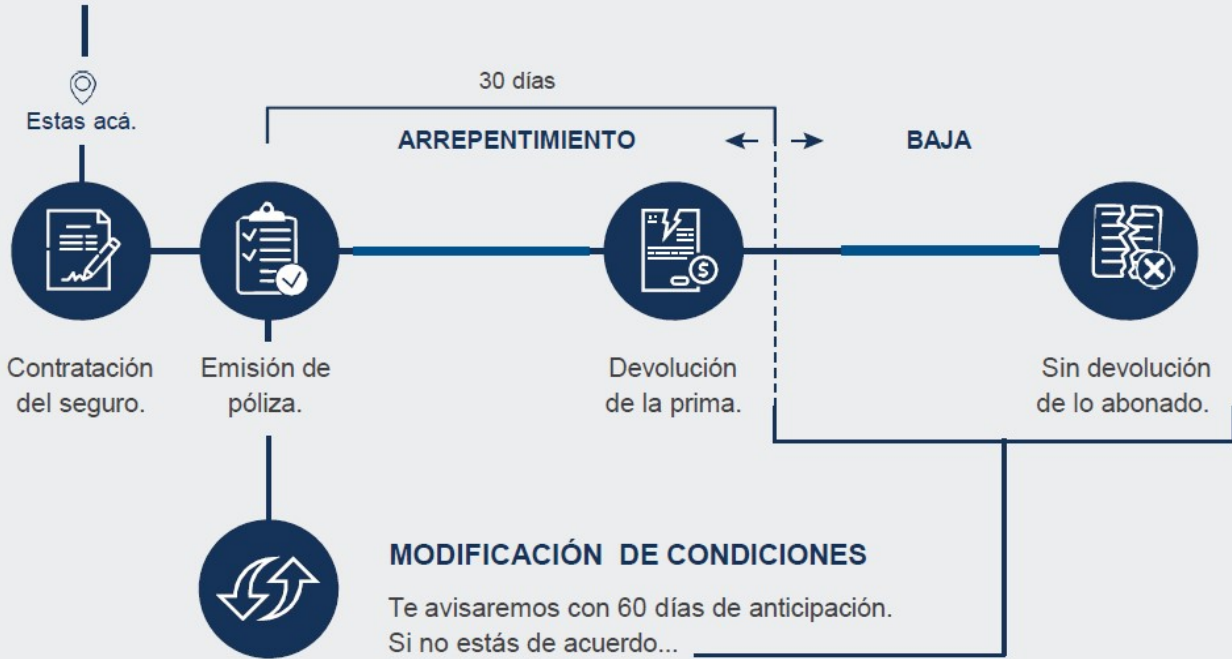 Estas acá.
30 días
ARREPENTIMIENTO
BAJA
Contratación
del seguro.
Emisión de
póliza.
Devolución
de la prima.
Sin devolución
de lo abonado.
MODIFICACIÓN DE CONDICIONES
Te avisaremos con 60 días de anticipación.
Si no estás de acuerdo...